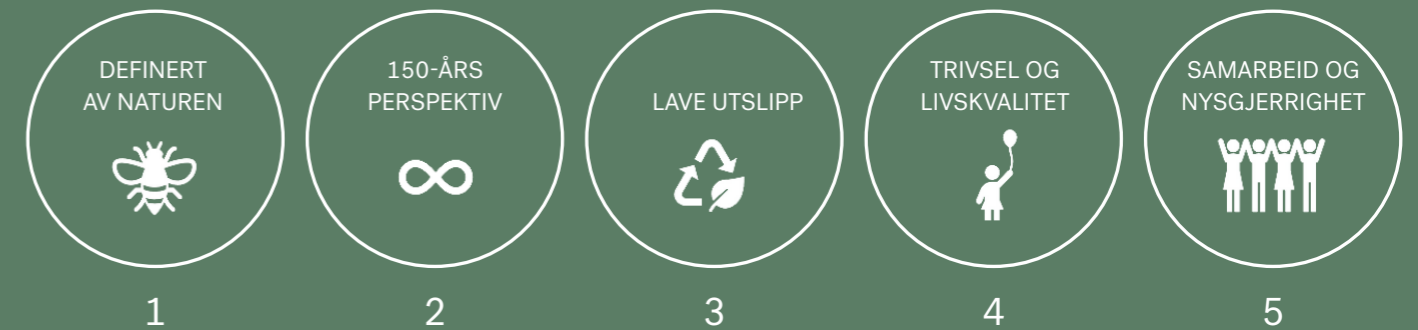 DEFINERT
AV NATUREN
150-ÅRS
PERSPEKTIV
LAVE UTSLIPP
TRIVSEL OG
LIVSKVALITET
SAMARBEID OG
NYSGJERRIGHET
1
2
3
4
5